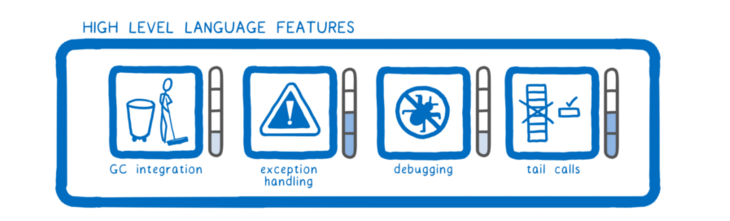 HIGH LEVEL LANGUAGE FEATURES
GC integration
exception
handling
debugging
tail calls